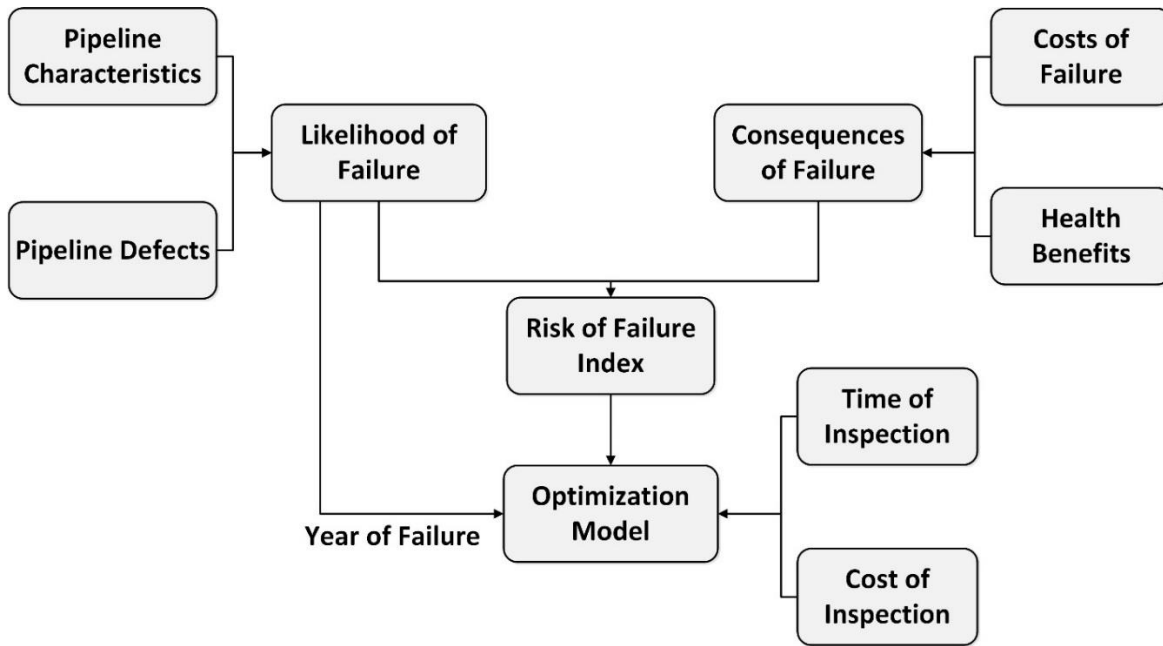 Pipeline
Characteristics
Costs of
Failure
Likelihood of
Failure
Consequences
of Failure
Pipeline Defects
Health
Benefits
Risk of Failure
Index
Time of
Inspection
Optimization
Model
Year of Failure
Cost of
Inspection